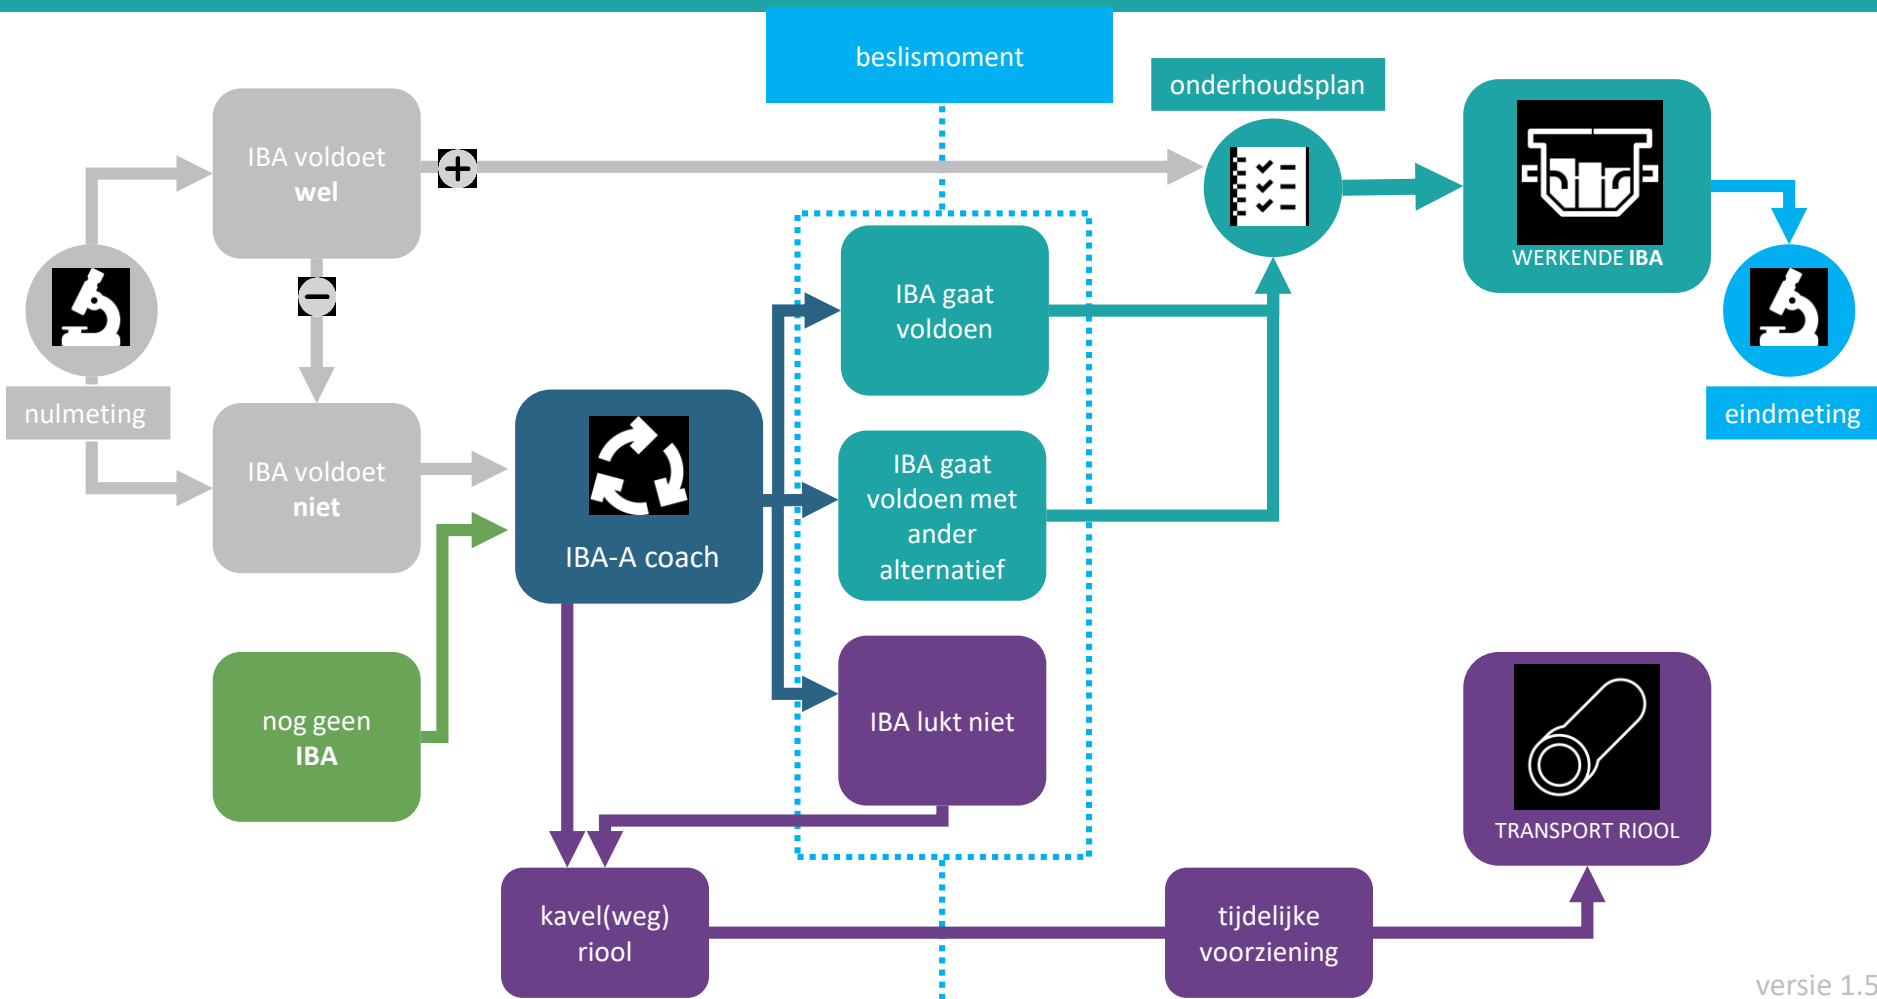 beslismoment
onderhoudsplan
IBA voldoet
wel
WERKENDE IBA
IBA gaat
voldoen
nulmeting
eindmeting
IBA voldoet
niet
IBA-A coach
IBA gaat
voldoen met
ander
alternatief
nog geen
IBA
IBA lukt niet
TRANSPORT RIOOL
kavel(weg)
riool
tijdelijke
voorziening
versie 1.5